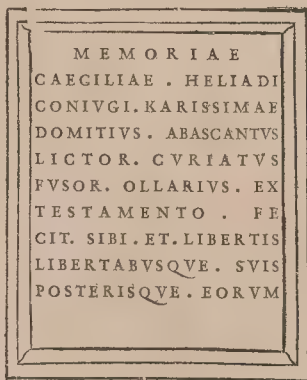 MEMORIAE
CAEGILIAE . HELIADI
CONIVGI. KARISSIMAE
DOMITIVS. ABASCANTVS
LICTOR. CVRIATVS
FVSOR. OLLARIVS. EX
TESTAMENTO . FE
CIT. SIBI. ET. LIBERTIS
LIBERTABVSQVE. SVIS
POSTERISQVE. EORVM